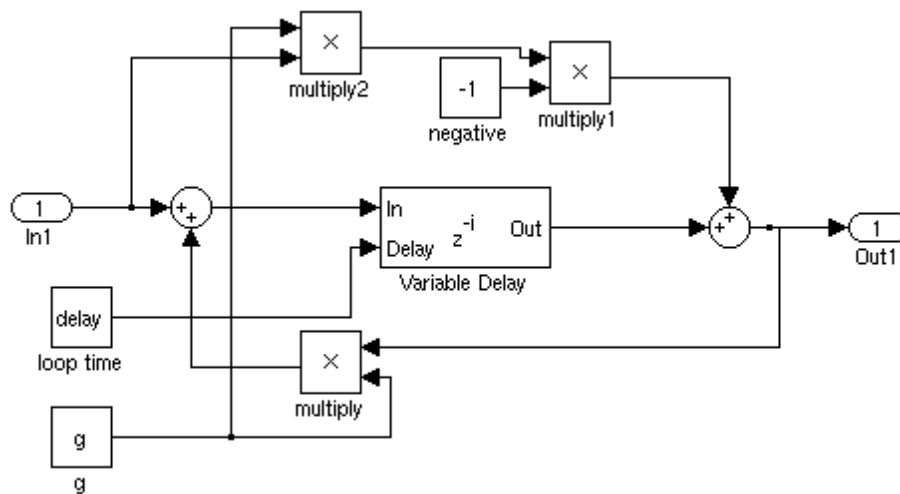 ×
multiply2
-1
negative
×
multiply1
1
In1
+
+
In
Delay
z
-i
Out
Variable Delay
+
+
1
Out1
delay
loop time
×
multiply
g
g